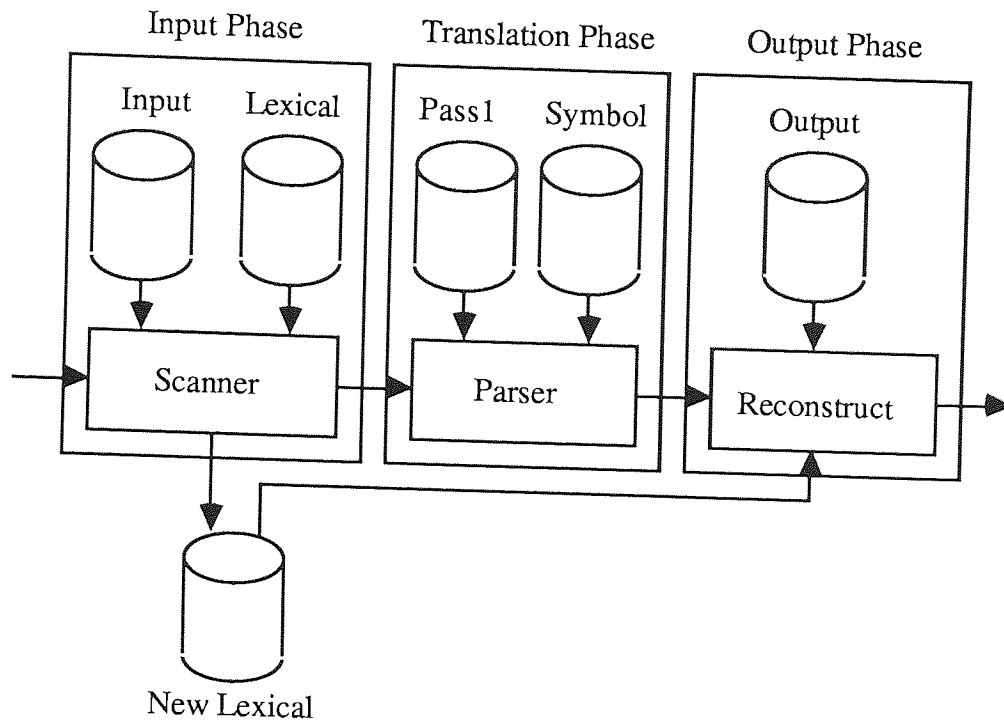 Input Phase
Translation Phase
Output Phase
Input
Lexical
Pass1
Symbol
Output
Scanner
Parser
Reconstruct
New Lexical